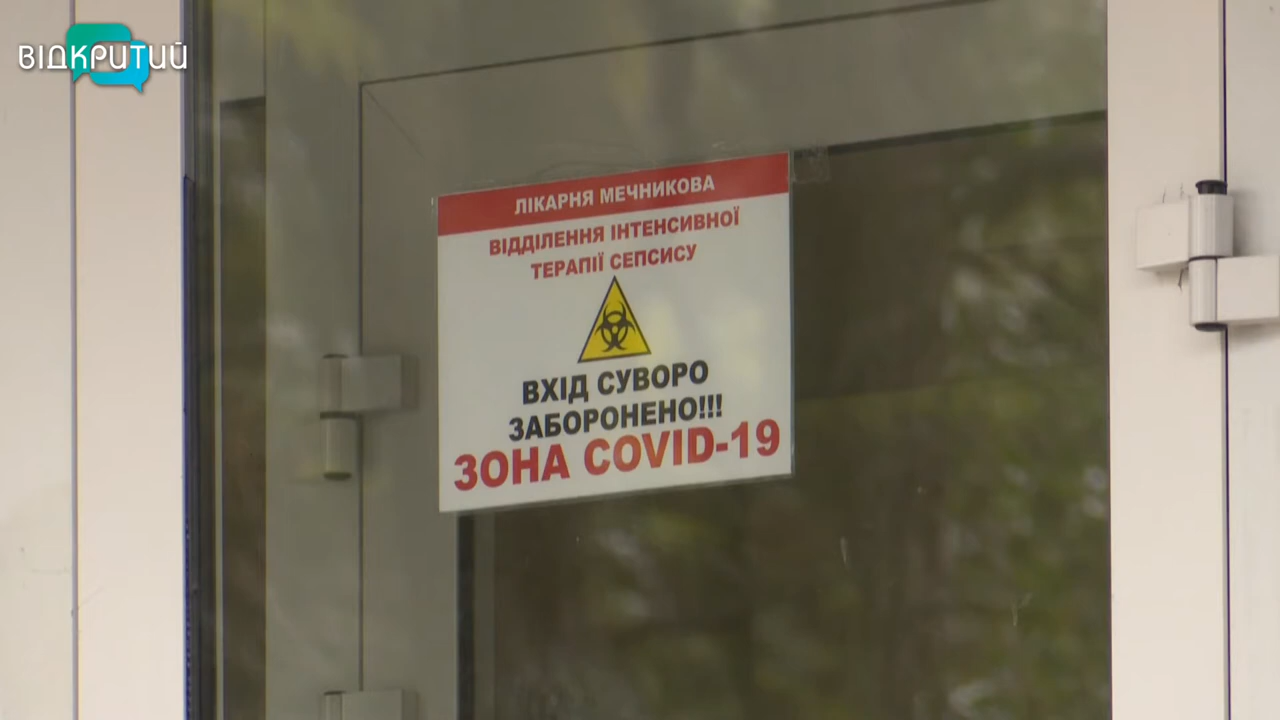 ВІДКРИТИЙ
ЛІКАРНЯ МЕЧНИКОВА
ВІДДІЛЕННЯ ІНТЕНСИВНОЇ
ТЕРАПІЇ СЕПСИСУ
ВХІД СУВОРО
ЗАБОРОНЕНО!!!
ЗОНА COVID-19